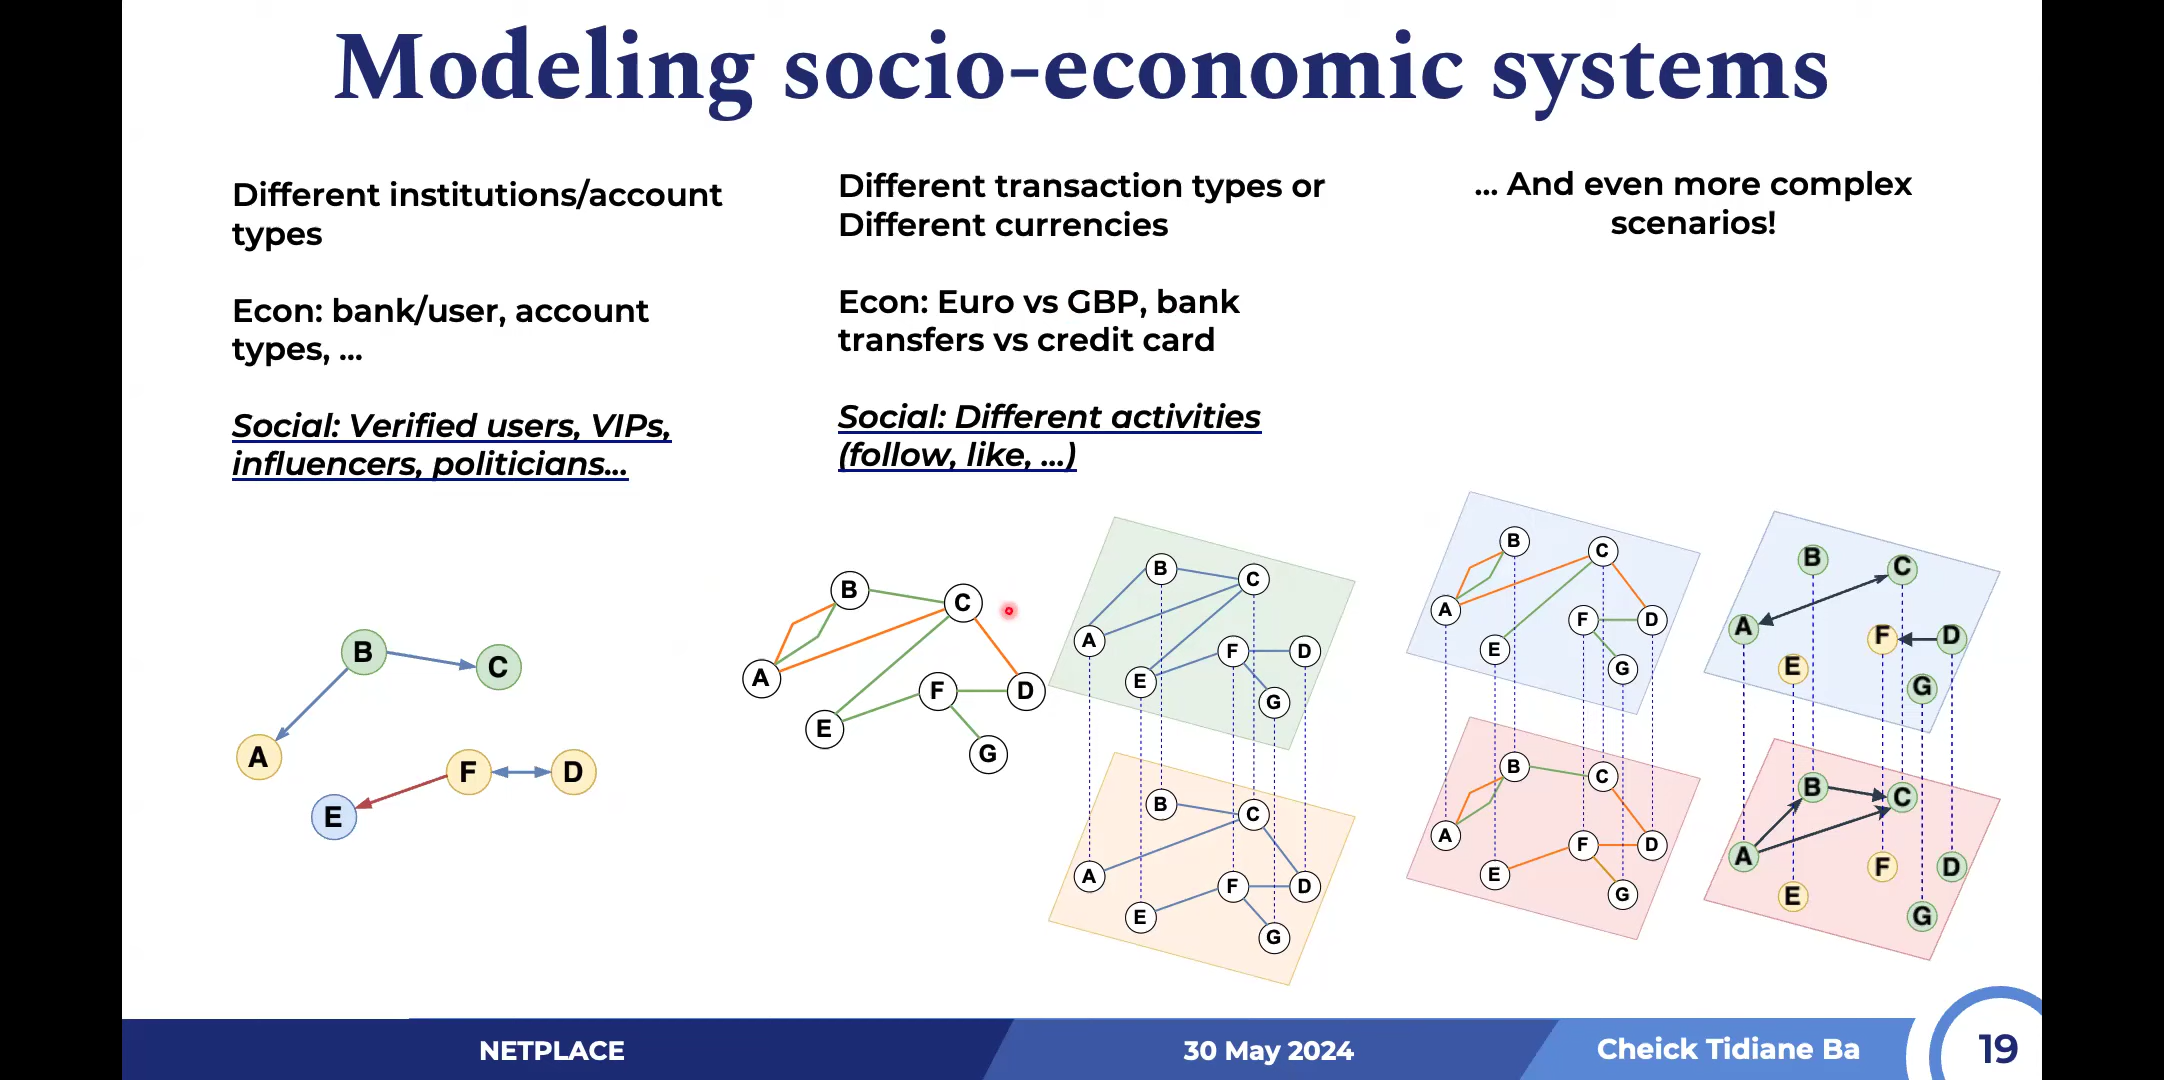 Modeling socio-economic systems
Different institutions/account
types
Econ: bank/user, account
types, ...
Social: Verified users, VIPs,
influencers, politicians...
Different transaction types or
Different currencies
Econ: Euro vs GBP, bank
transfers vs credit card
Social: Different activities
(follow, like, ...)
... And even more complex
scenarios!
B
C
A
F
D
E
B
C
A
F
D
E
G
B
C
A
F
D
E
G
B
C
A
F
D
E
G
B
C
A
F
D
E
G
B
C
A
F
D
E
G
B
C
A
F
D
E
G
B
C
A
F
D
E
G
NETPLACE
30 May 2024
Cheick Tidiane Ba
19